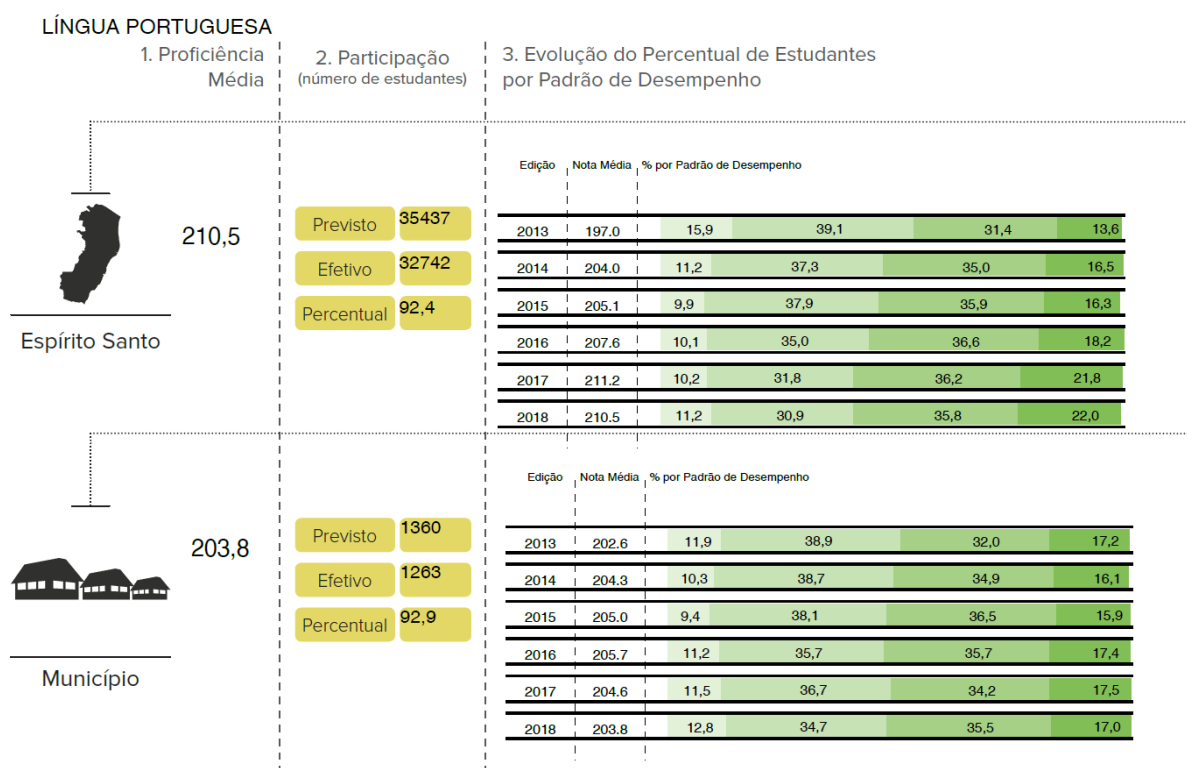 LÍNGUA PORTUGUESA
1. Proficiência
Média
2. Participação
(número de estudantes)
3. Evolução do Percentual de Estudantes
por Padrão de Desempenho
Espírito Santo
210,5
Previsto 35437
Efetivo 32742
Percentual 92,4
Edição Nota Média % por Padrão de Desempenho
2013 197.0 15,9 39,1 31,4 13,6
2014 204.0 11,2 37,3 35,0 16,5
2015 205.1 9,9 37,9 35,9 16,3
2016 207.6 10,1 35,0 36,6 18,2
2017 211.2 10,2 31,8 36,2 21,8
2018 210.5 11,2 30,9 35,8 22,0
Município
203,8
Previsto 1360
Efetivo 1263
Percentual 92,9
Edição Nota Média % por Padrão de Desempenho
2013 202.6 11,9 38,9 32,0 17,2
2014 204.3 10,3 38,7 34,9 16,1
2015 205.0 9,4 38,1 36,5 15,9
2016 205.7 11,2 35,7 35,7 17,4
2017 204.6 11,5 36,7 34,2 17,5
2018 203.8 12,8 34,7 35,5 17,0